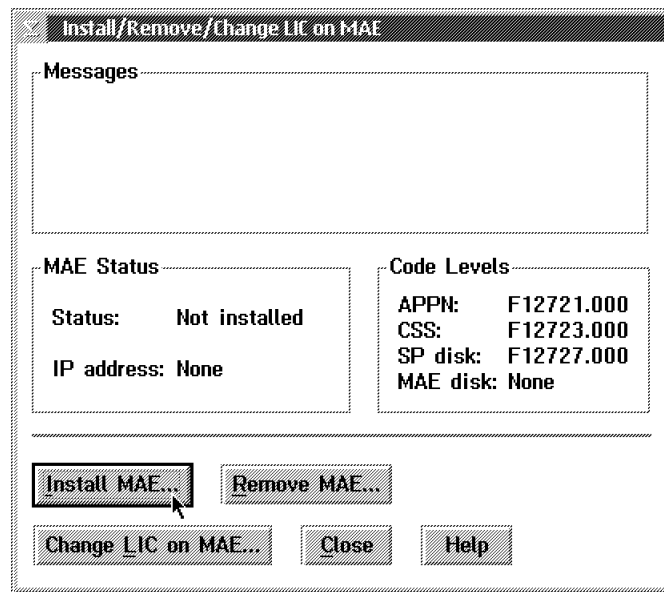 Install/Remove/Change LIC on MAE
Messages
MAE Status
Status: Not installed
IP address: None
Code Levels
APPN: F12721.000
CSS: F12723.000
SP disk: F12727.000
MAE disk: None
Install MAE...
Remove MAE...
Change LIC on MAE...
Close
Help